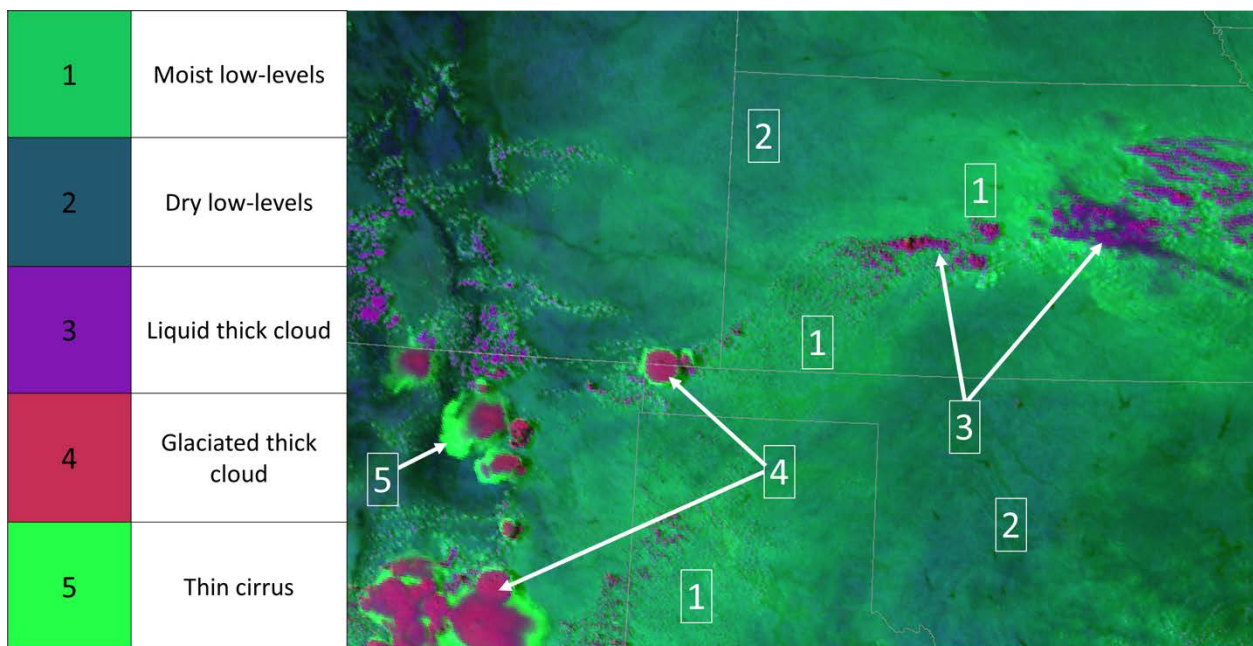 1 Moist low-levels
2 Dry low-levels
3 Liquid thick cloud
4 Glaciated thick
cloud
5 Thin cirrus
2
1
1
3
5
4
2
1